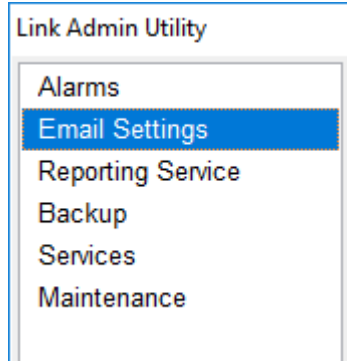 Link Admin Utility
Alarms
Email Settings
Reporting Service
Backup
Services
Maintenance